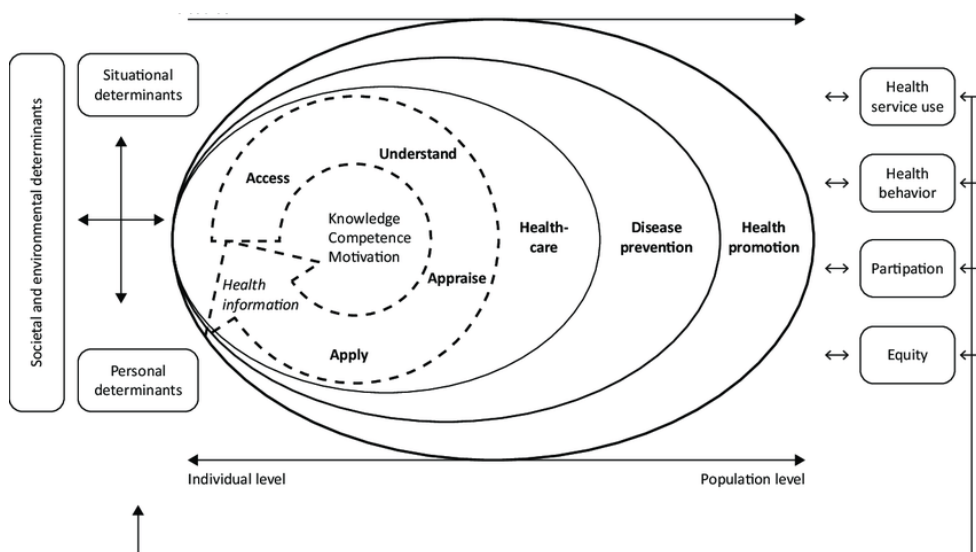 Societal and environmental determinants
Situational
determinants
Personal
determinants
Access
Understand
Knowledge
Competence
Motivation
Health
information
Appraise
Apply
Health-
care
Disease
prevention
Health
promotion
Individual level
Population level
Health
service use
Health
behavior
Partipation
Equity